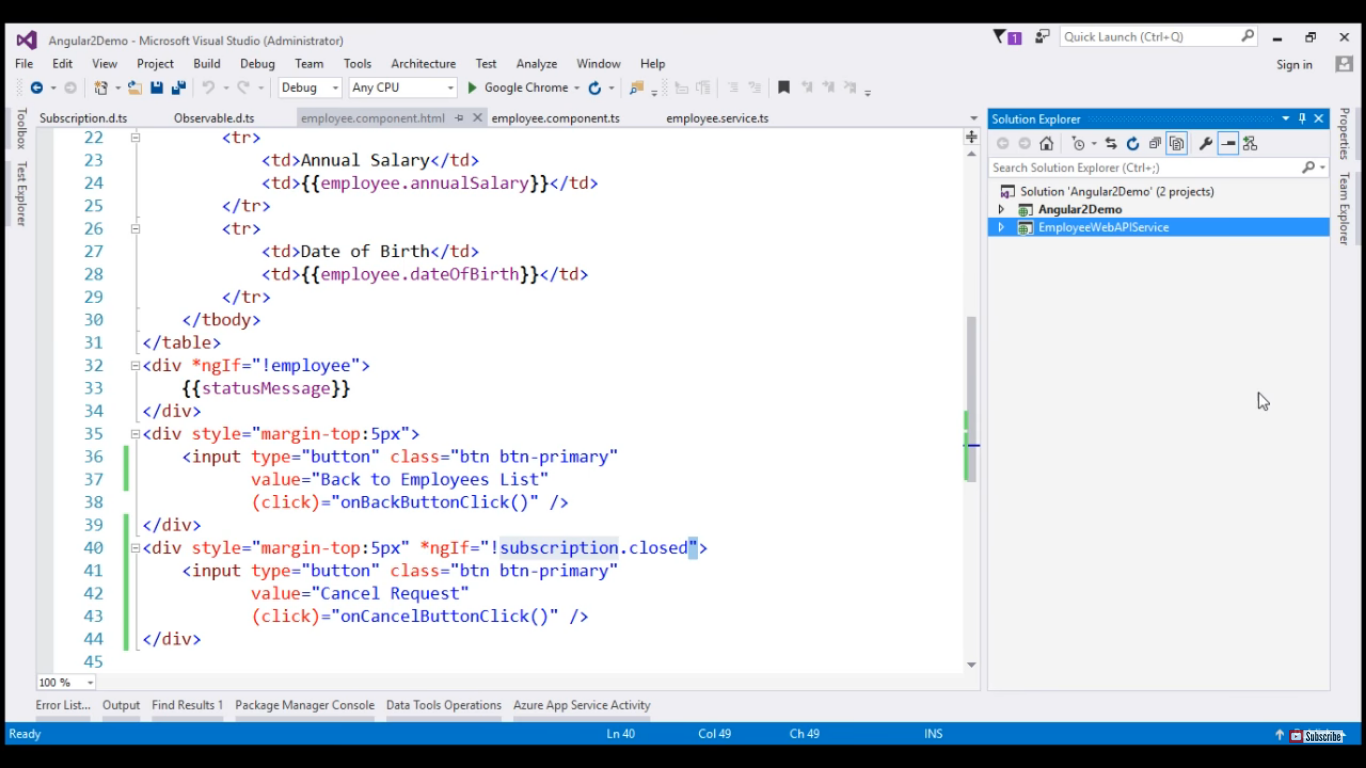 Angular2Demo - Microsoft Visual Studio (Administrator)
1
Quick Launch (Ctrl+Q)
File Edit View Project Build Debug Team Tools Architecture Test Analyze Window Help
Sign in
Debug Any CPU Google Chrome
Toolbox
Test Explorer
Subscription.d.ts Observable.d.ts employee.component.html employee.component.ts employee.service.ts
22 <tr>
23 <td>Annual Salary</td>
24 <td>{{employee.annualSalary}}</td>
25 </tr>
26 <tr>
27 <td>Date of Birth</td>
28 <td>{{employee.dateOfBirth}}</td>
29 </tr>
30 </tbody>
31 </table>
32 <div *ngIf="!employee">
33 {{statusMessage}}
34 </div>
35 <div style="margin-top:5px">
36 <input type="button" class="btn btn-primary"
37 value="Back to Employees List"
38 (click)="onBackButtonClick()" />
39 </div>
40 <div style="margin-top:5px" *ngIf="!subscription.closed">
41 <input type="button" class="btn btn-primary"
42 value="Cancel Request"
43 (click)="onCancelButtonClick()" />
44 </div>
45
100 %
Solution Explorer
Search Solution Explorer (Ctrl+;)
Solution 'Angular2Demo' (2 projects)
Angular2Demo
EmployeeWebAPIService
Properties
Team Explorer
Error List... Output Find Results 1 Package Manager Console Data Tools Operations Azure App Service Activity
Ready Ln 40 Col 49 Ch 49 INS
Subscribe